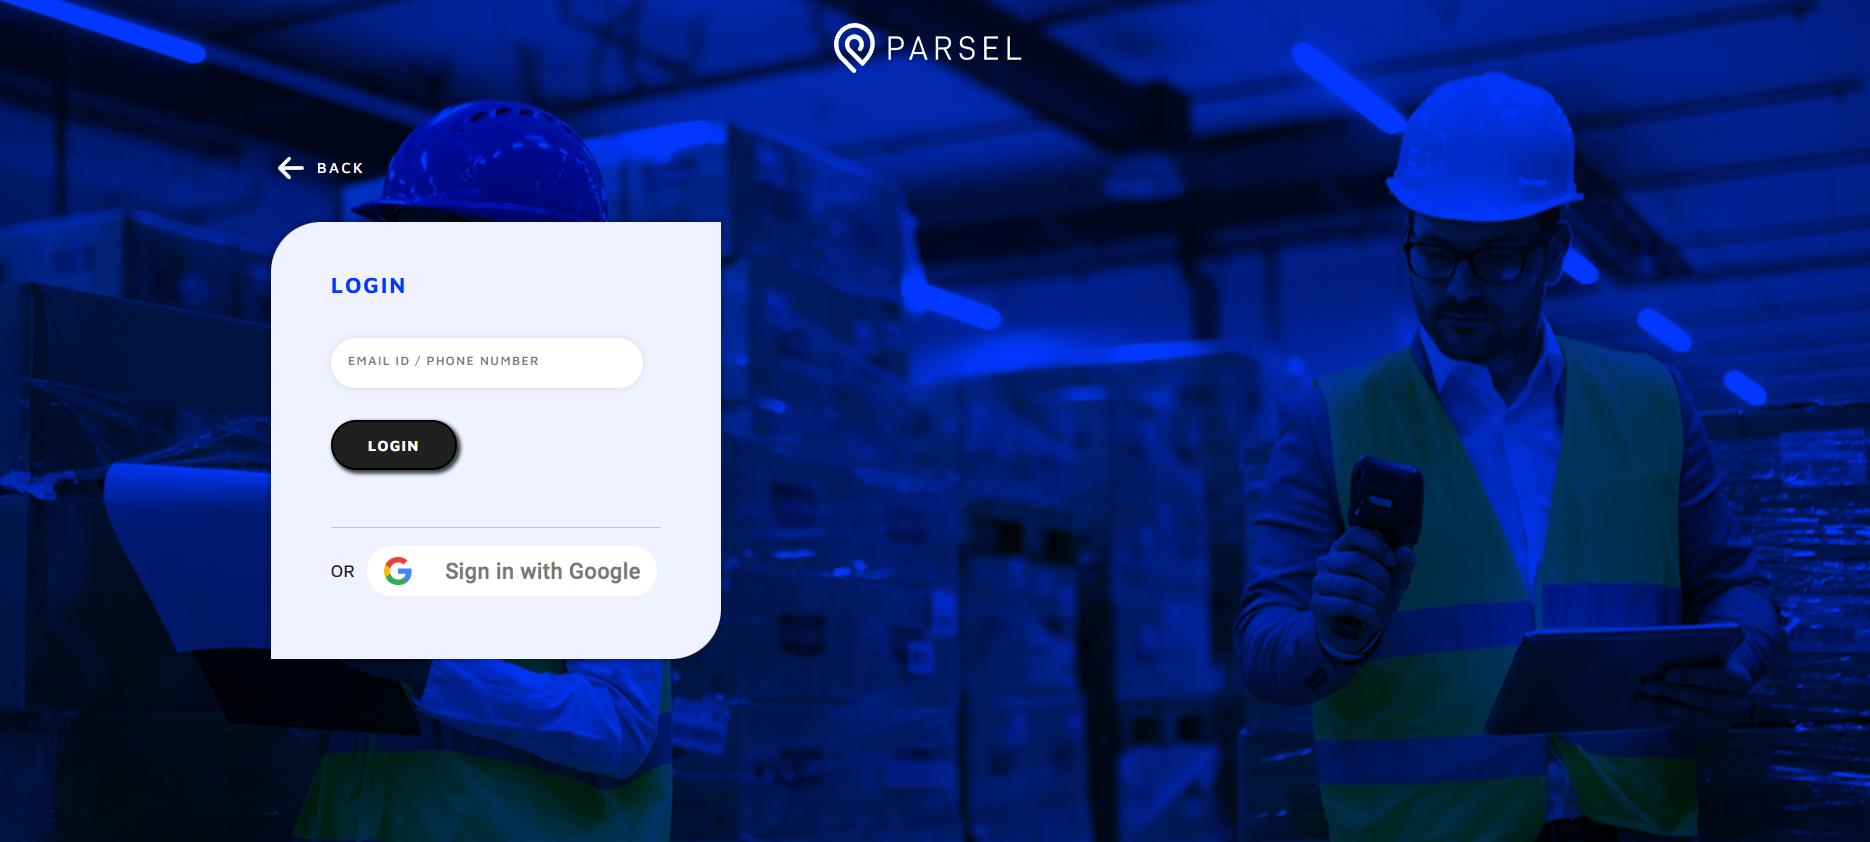 PARSEL
BACK
LOGIN
EMAIL ID / PHONE NUMBER
LOGIN
OR
Sign in with Google